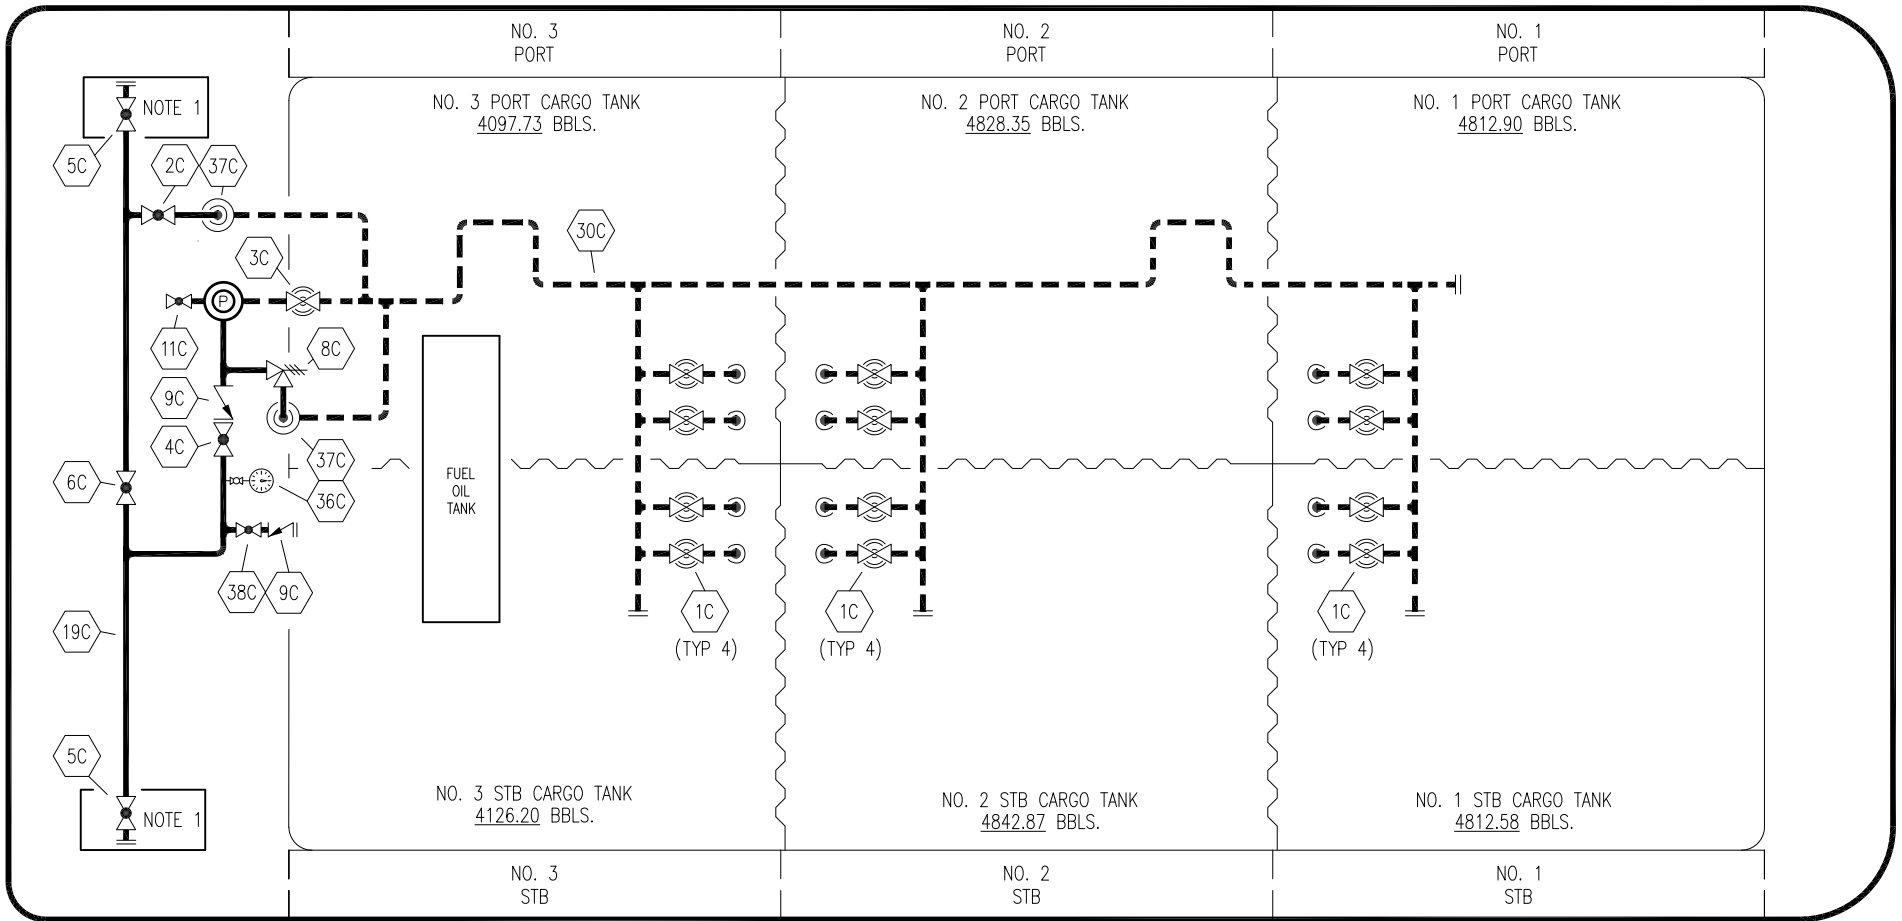 NO. 3
PORT
NO. 2
PORT
NO. 1
PORT
NO. 3 PORT CARGO TANK
4097.73 BBLS.
NO. 2 PORT CARGO TANK
4828.35 BBLS.
NO. 1 PORT CARGO TANK
4812.90 BBLS.
NOTE 1
5C
2C
37C
3C
30C
P
11C
8C
9C
4C
37C
6C
36C
FUEL
OIL
TANK
38C
9C
19C
1C
(TYP 4)
1C
(TYP 4)
1C
(TYP 4)
5C
NOTE 1
NO. 3 STB CARGO TANK
4126.20 BBLS.
NO. 2 STB CARGO TANK
4842.87 BBLS.
NO. 1 STB CARGO TANK
4812.58 BBLS.
NO. 3
STB
NO. 2
STB
NO. 1
STB